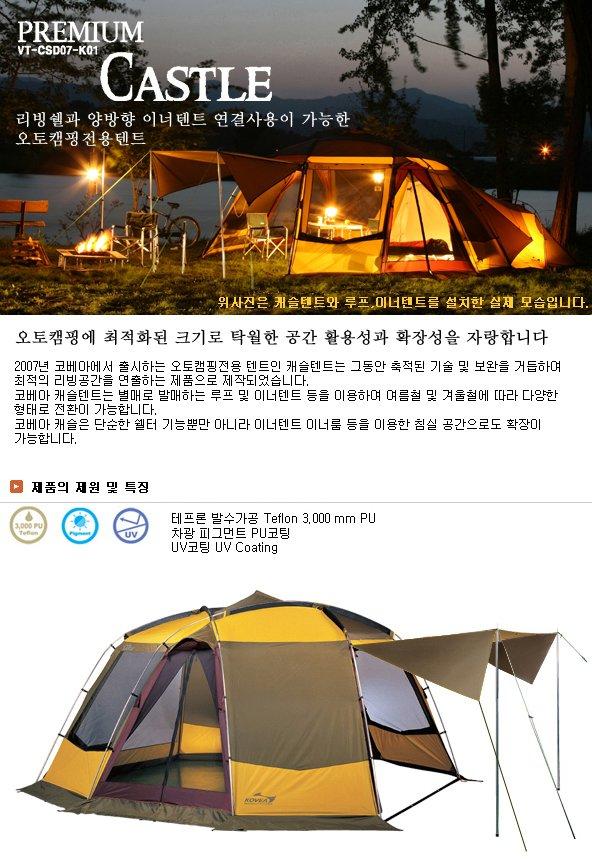 PREMIUM
VT-CSD07-K01
CASTLE
리빙쉘과 양방향 이너텐트 연결사용이 가능한
오토캠핑전용텐트
위사진은 캐슬텐트와 루프,이너텐트를 설치한 실제 모습입니다.
오토캠핑에 최적화된 크기로 탁월한 공간 활용성과 확장성을 자랑합니다
2007년 코베아에서 출시하는 오토캠핑전용 텐트인 캐슬텐트는 그동안 축적된 기술 및 보완을 거듭하여
최적의 리빙공간을 연출하는 제품으로 제작되었습니다.
코베아 캐슬텐트는 별매로 발매하는 루프 및 이너텐트 등을 이용하여 여름철 및 겨울철에 따라 다양한
형태로 전환이 가능합니다.
코베아 캐슬은 단순한 쉘터 기능뿐만 아니라 이너텐트 이너룸 등을 이용한 침실 공간으로도 확장이
가능합니다.
제품의 제원 및 특징
3,000 PU
Teflon
Pigment
UV
테프론 발수가공 Teflon 3,000 mm PU
차광 피그먼트 PU코팅
UV코팅 UV Coating
KOVEA